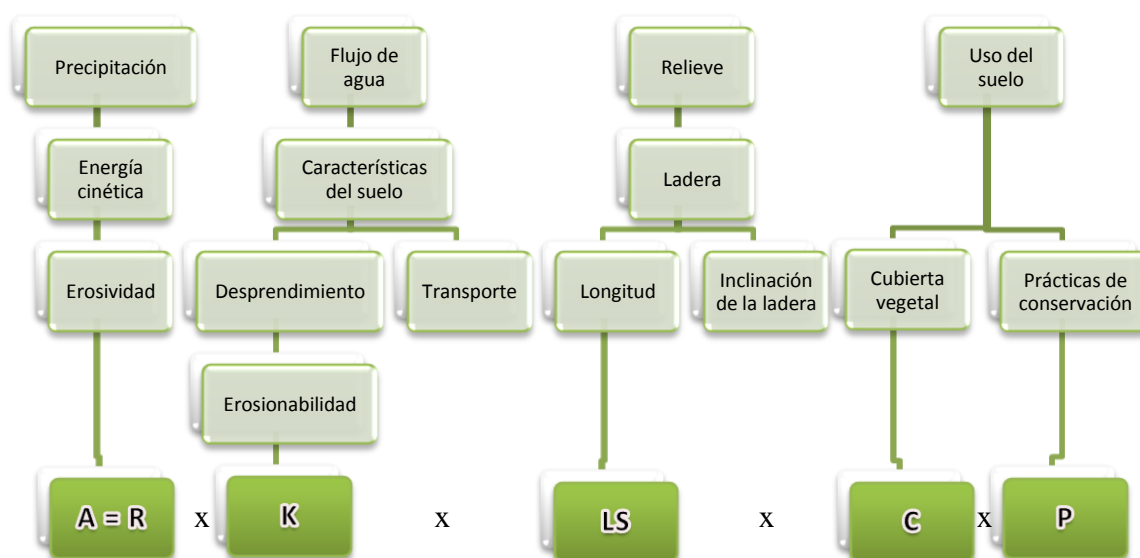 Precipitación
Flujo de
agua
Relieve
Uso del
suelo
Energía
cinética
Características
del suelo
Ladera
Erosividad
Desprendimiento
Transporte
Longitud
Inclinación
de la ladera
Cubierta
vegetal
Prácticas de
conservación
Erosionabilidad
A = R x K x LS x C x P